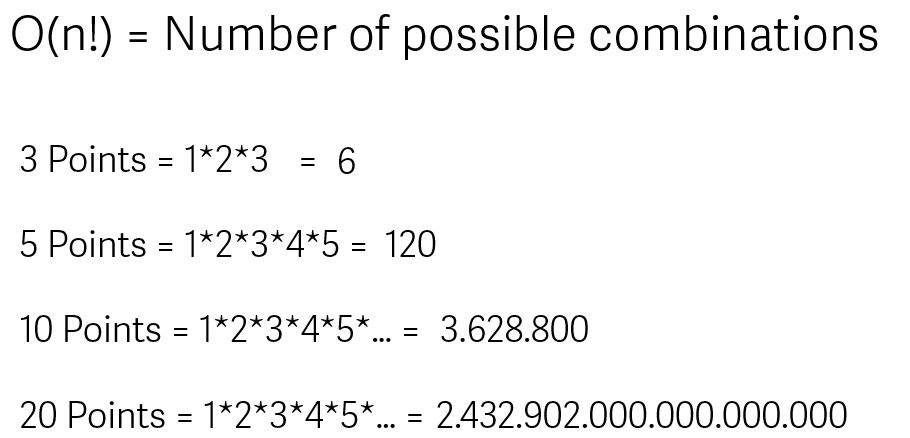 O(n!) = Number of possible combinations
3 Points = 1*2*3 = 6
5 Points = 1*2*3*4*5 = 120
10 Points = 1*2*3*4*5*... = 3.628.800
20 Points = 1*2*3*4*5*... = 2.432.902.000.000.000.000